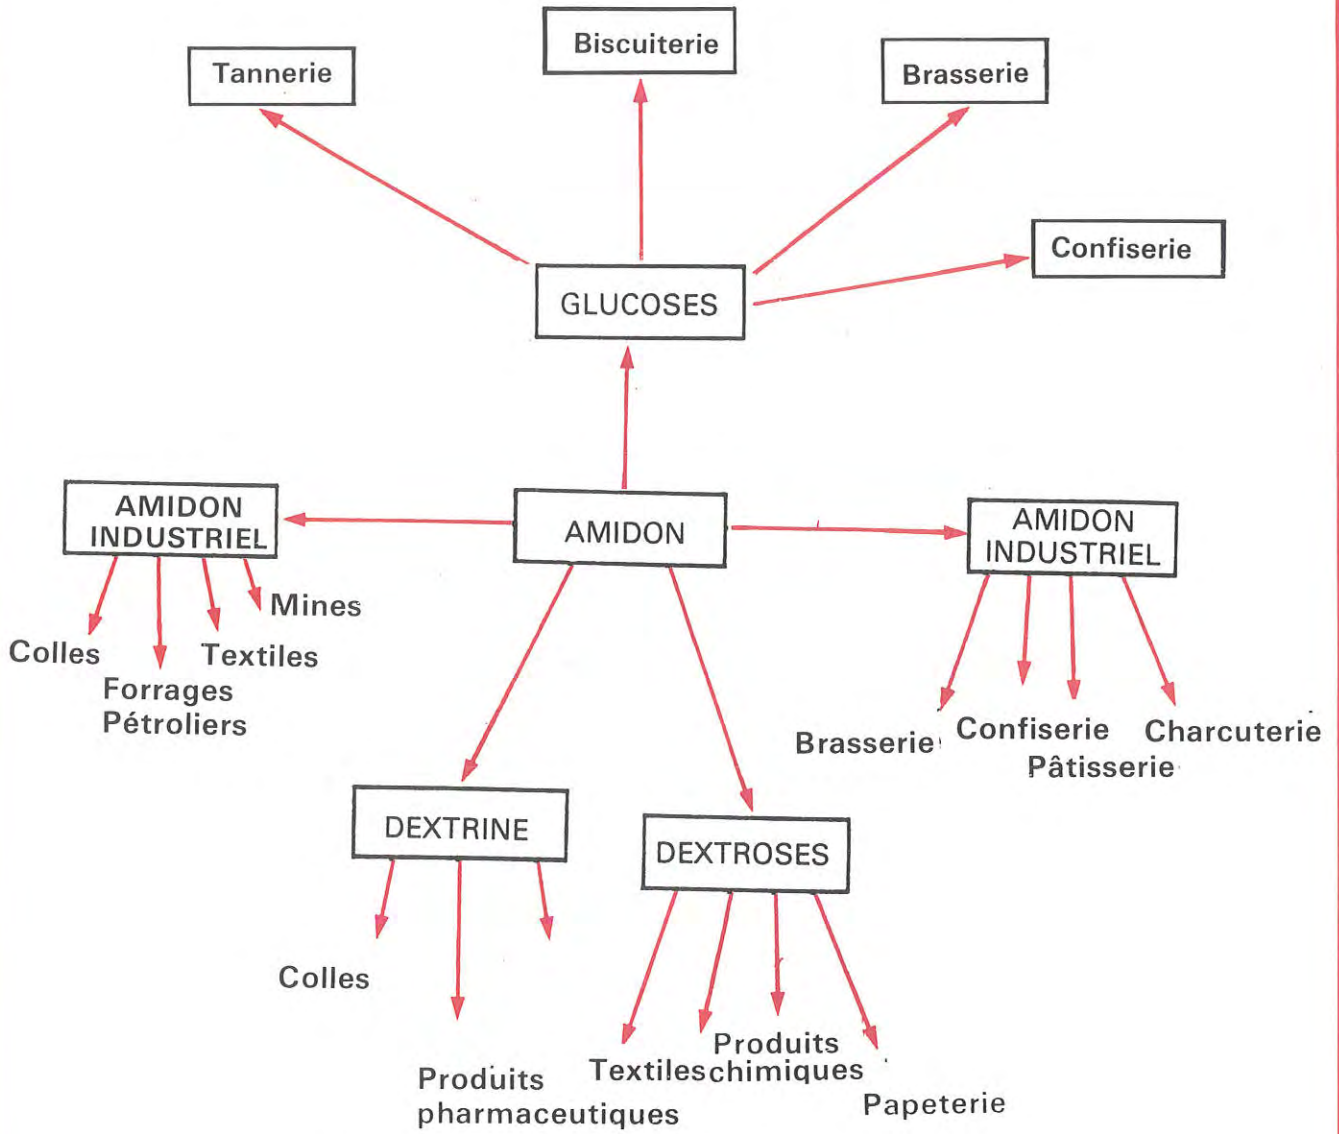 Biscuiterie
Tannerie
Brasserie
Confiserie
GLUCOSES
AMIDON
INDUSTRIEL
AMIDON
AMIDON
INDUSTRIEL
Mines
Colles
Textiles
Forrages
Pétroliers
Brasserie
Confiserie
Charcuterie
Pâtisserie
DEXTRINE
DEXTROSES
Colles
Produits
Textiles chimiques
Produits
pharmaceutiques
Papeterie